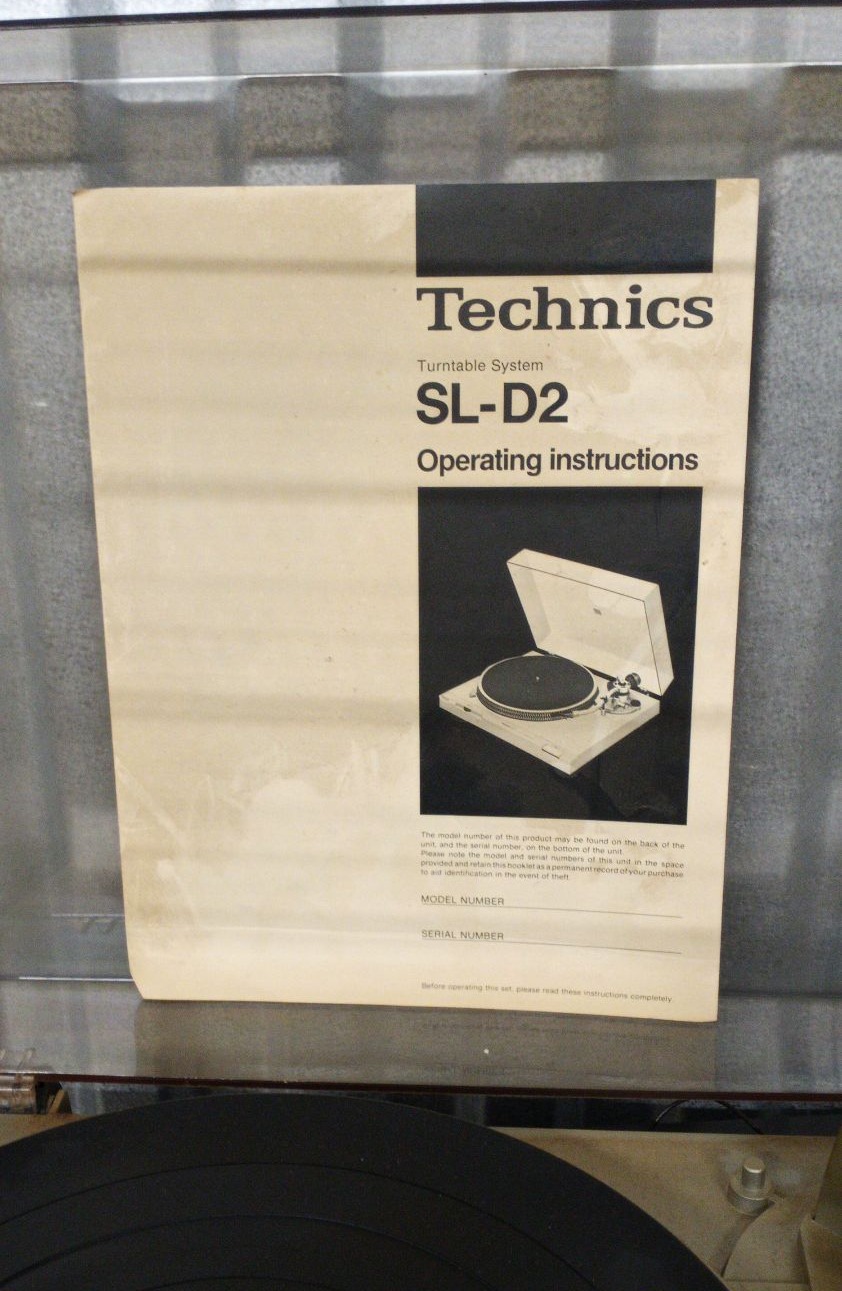 Technics
Turntable System
SL-D2
Operating instructions
The model number of this product may be found on the back of the
unit, and the serial number, on the bottom of the unit.
Please note the model and serial numbers of this unit in the space
provided and retain this booklet as a permanent record of your purchase
to aid identification in the event of theft.
MODEL NUMBER
SERIAL NUMBER
Before operating this set, please read these instructions completely.